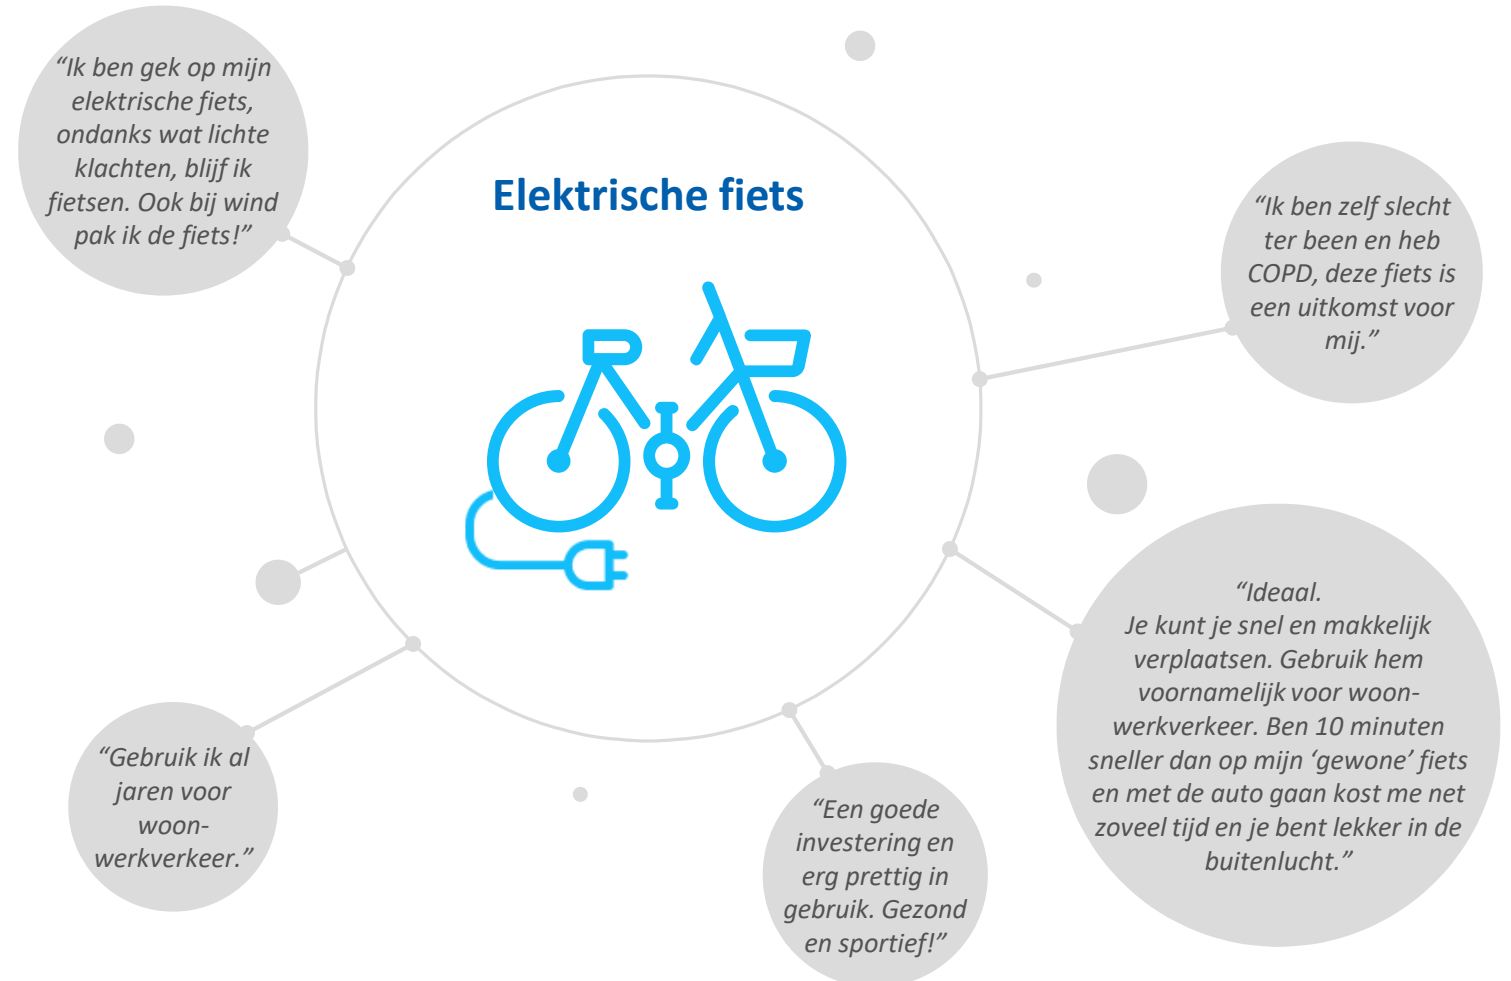 “Ik ben gek op mijn
elektrische fiets,
ondanks wat lichte
klachten, blijf ik
fietsen. Ook bij wind
pak ik de fiets!”
Elektrische fiets
“Ik ben zelf slecht
ter been en heb
COPD, deze fiets is
een uitkomst voor
mij.”
“Ideaal.
Je kunt je snel en makkelijk
verplaatsen. Gebruik hem
voornamelijk voor woon-
werkverkeer. Ben 10 minuten
sneller dan op mijn ‘gewone’ fiets
en met de auto gaan kost me net
zoveel tijd en je bent lekker in de
buitenlucht.”
“Gebruik ik al
jaren voor
woon-
werkverkeer.”
“Een goede
investering en
erg prettig in
gebruik. Gezond
en sportief!”